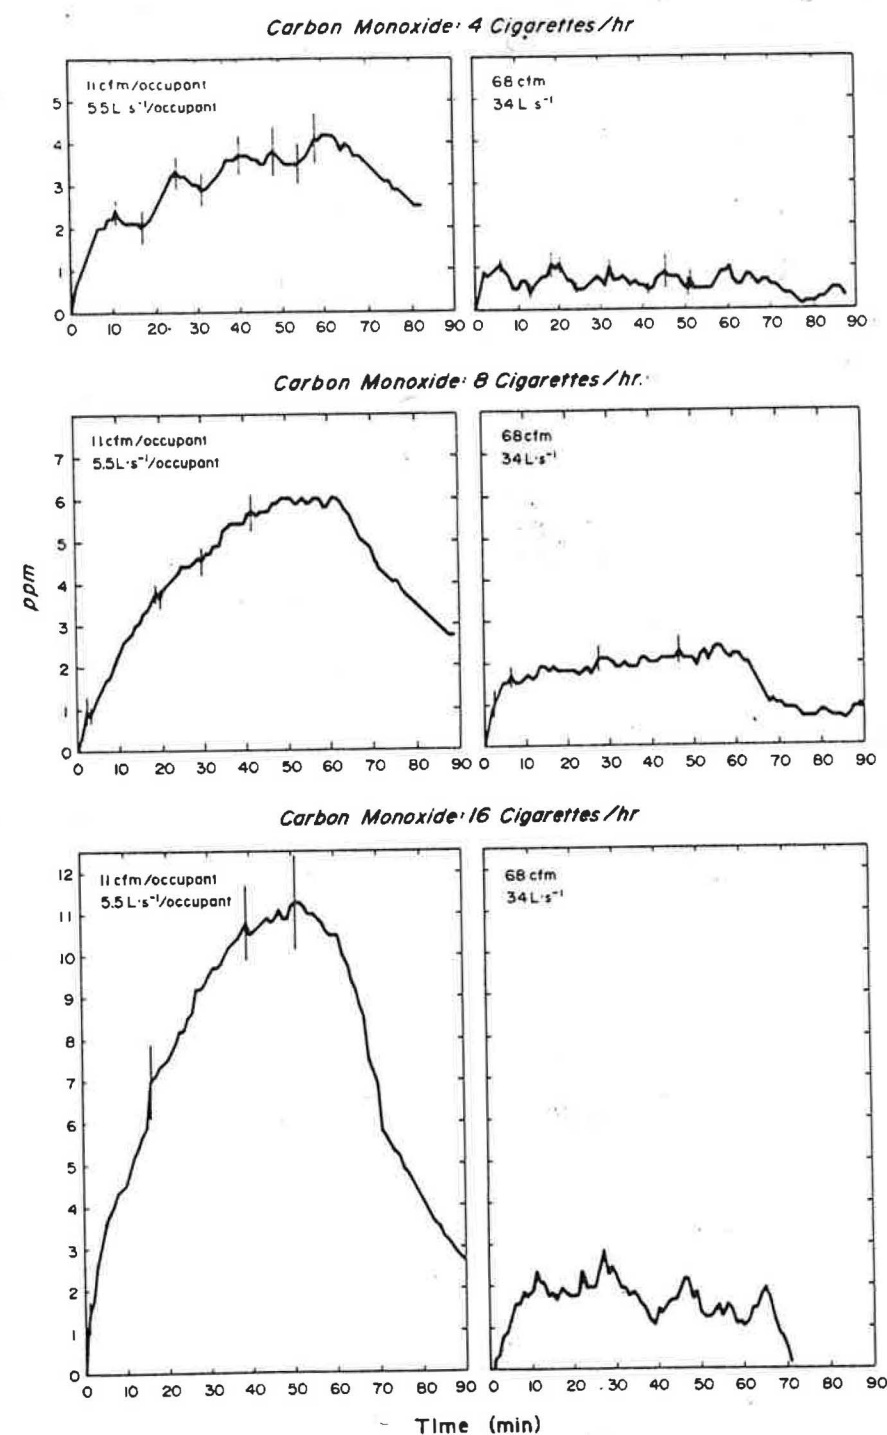 Carbon Monoxide: 4 Cigarettes/hr
11 cfm/occupant
5.5 L s⁻¹/occupant
68 cfm
34 L s⁻¹
5
4
3
2
1
0
0 10 20 30 40 50 60 70 80 90
0 10 20 30 40 50 60 70 80 90
Carbon Monoxide: 8 Cigarettes/hr.
11 cfm/occupant
5.5 L·s⁻¹/occupant
68 cfm
34 L·s⁻¹
7
6
5
4
3
2
1
0
ppm
0 10 20 30 40 50 60 70 80 90
0 10 20 30 40 50 60 70 80 90
Carbon Monoxide: 16 Cigarettes/hr
11 cfm/occupant
5.5 L·s⁻¹/occupant
68 cfm
34 L·s⁻¹
12
11
10
9
8
7
6
5
4
3
2
1
0
0 10 20 30 40 50 60 70 80 90
0 10 20 30 40 50 60 70 80 90
Time (min)